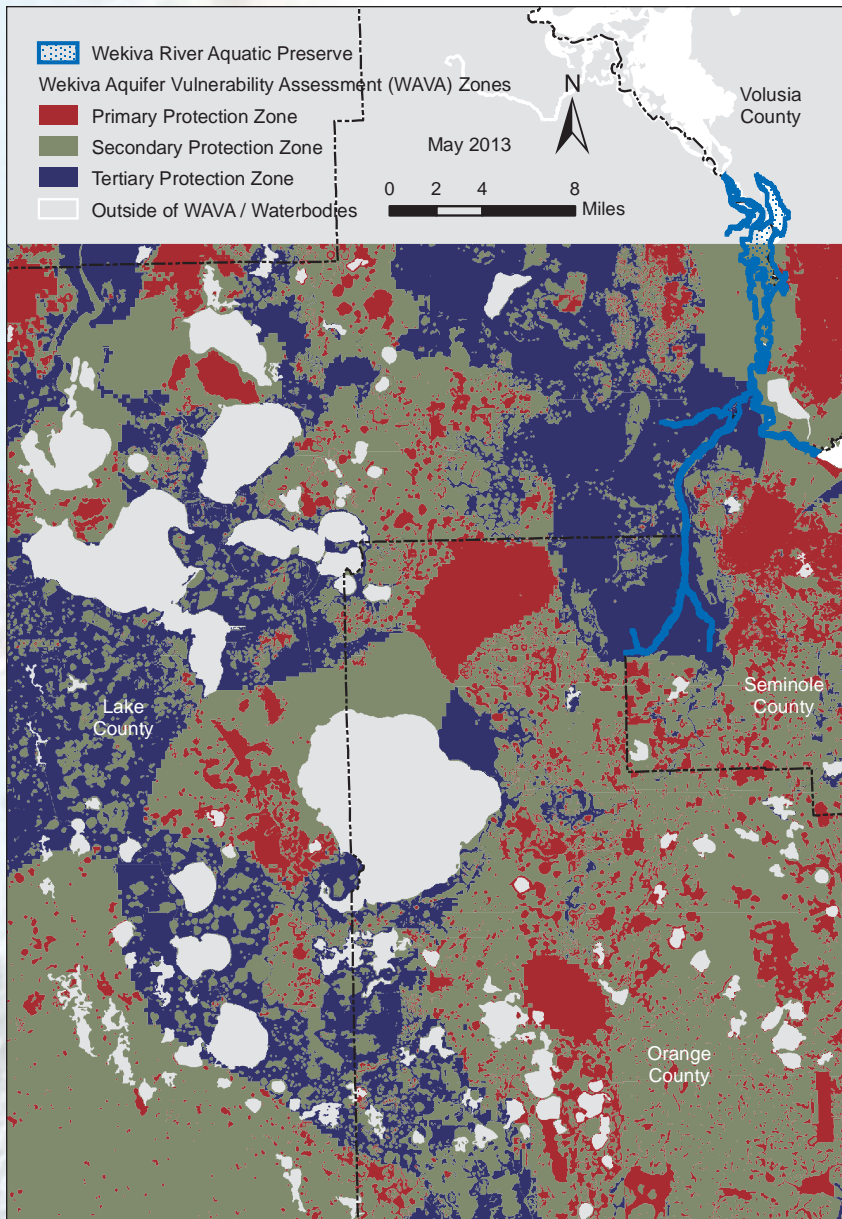 Wekiva River Aquatic Preserve
Wekiva Aquifer Vulnerability Assessment (WAVA) Zones
Primary Protection Zone
Secondary Protection Zone
Tertiary Protection Zone
Outside of WAVA / Waterbodies
May 2013
N
0 2 4 8
Miles
Volusia
County
Lake
County
Seminole
County
Orange
County